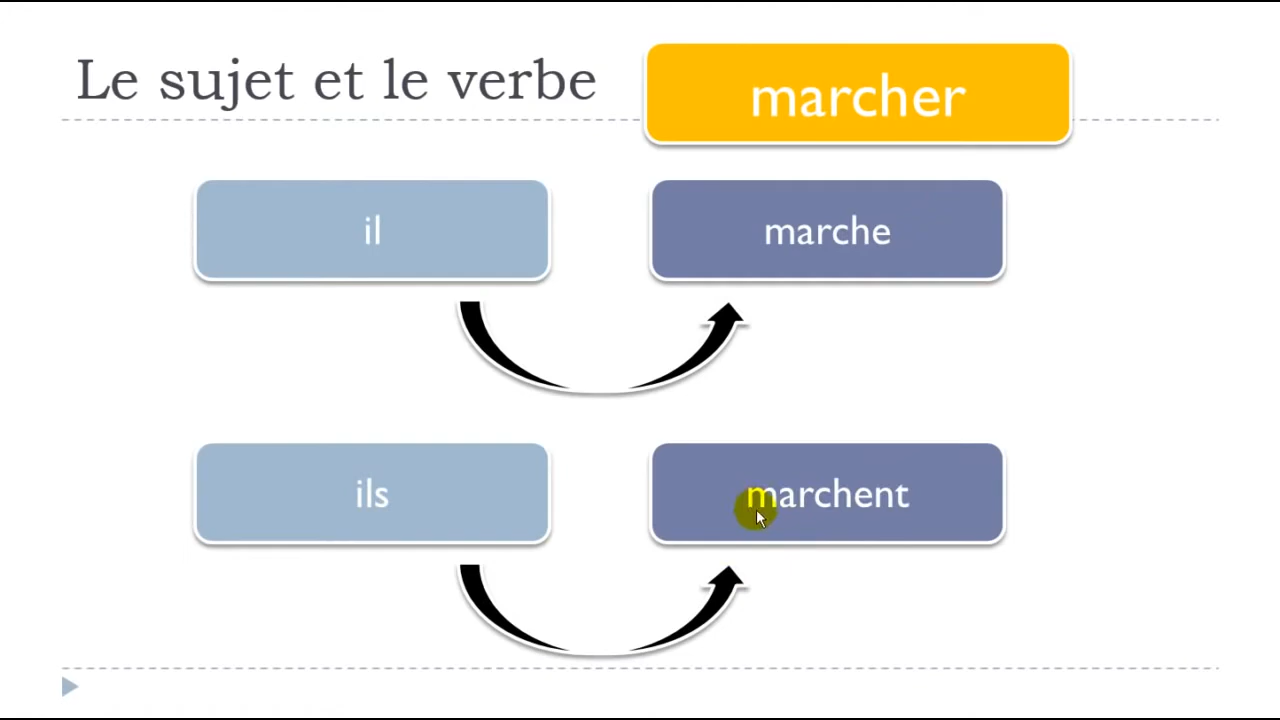 Le sujet et le verbe
marcher
il
marche
ils
marchent